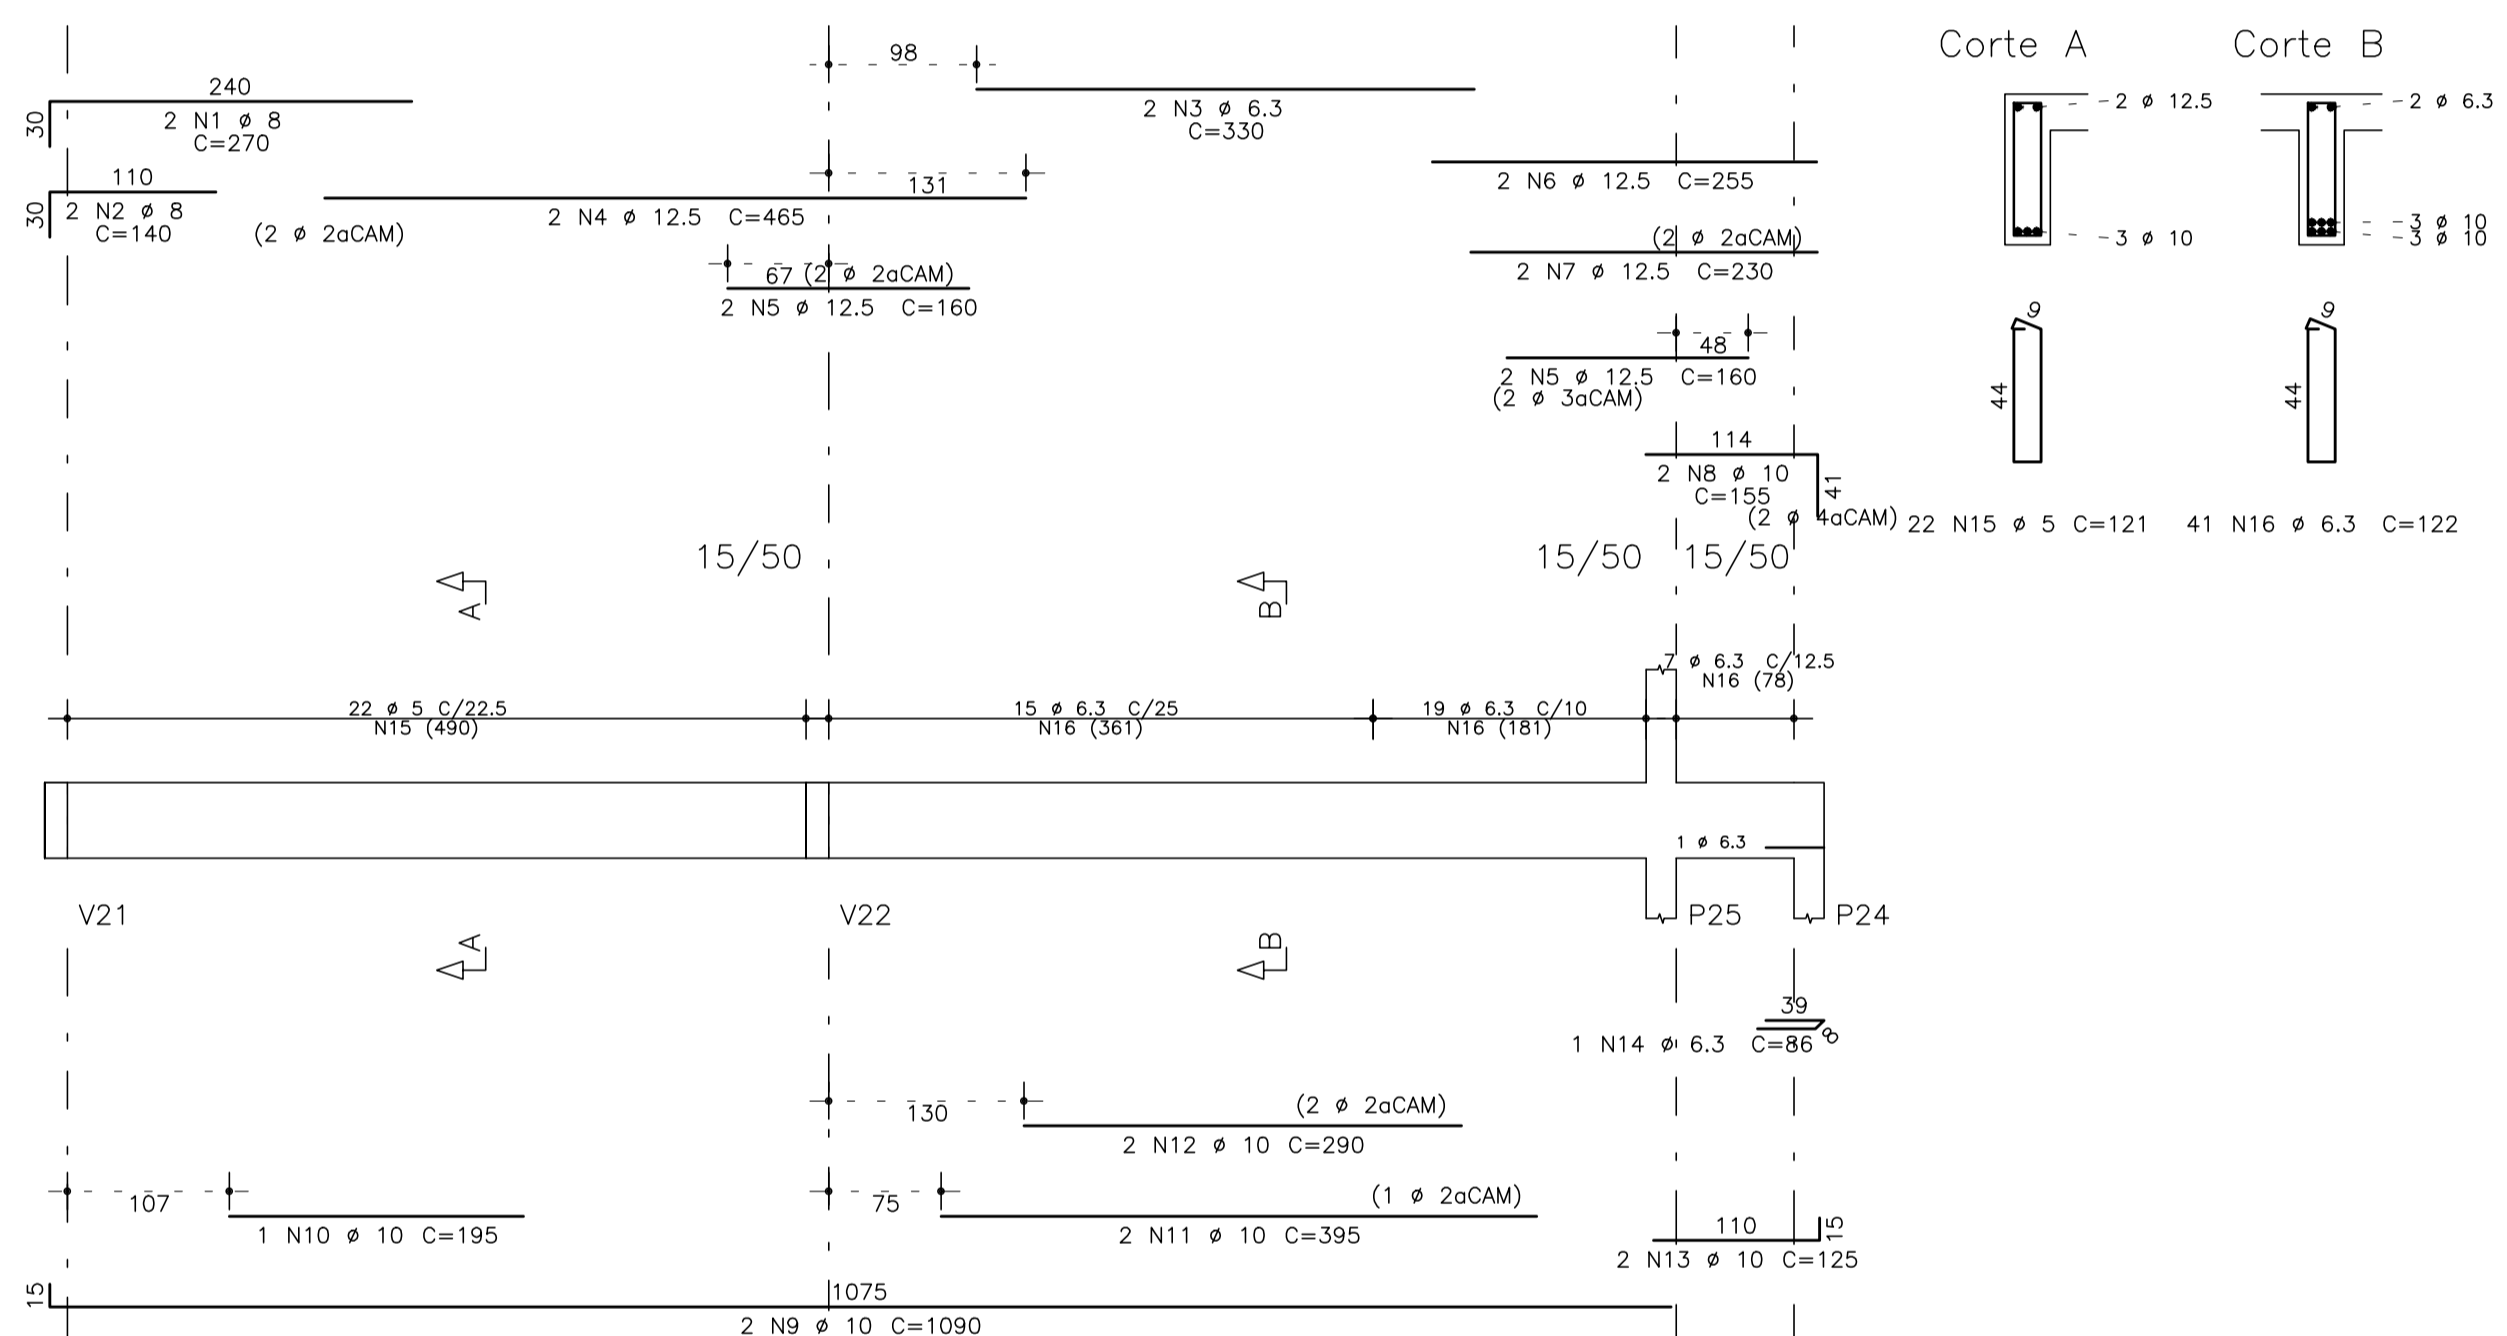 98
Corte A
Corte B
240
30
2 N1 ø 8
C=270
2 N3 ø 6.3
C=330
2 ø 12.5
2 ø 6.3
110
30
2 N2 ø 8
C=140
(2 ø 2aCAM)
131
2 N4 ø 12.5 C=465
2 N6 ø 12.5 C=255
(2 ø 2aCAM)
2 N7 ø 12.5 C=230
3 ø 10
3 ø 10
3 ø 10
67 (2 ø 2aCAM)
2 N5 ø 12.5 C=160
48
2 N5 ø 12.5 C=160
(2 ø 3aCAM)
9
44
9
44
114
2 N8 ø 10
C=155
41
(2 ø 4aCAM)
22 N15 ø 5 C=121
41 N16 ø 6.3 C=122
15/50
15/50
15/50
A
B
7 ø 6.3 C/12.5
N16 (78)
22 ø 5 C/22.5
N15 (490)
15 ø 6.3 C/25
N16 (361)
19 ø 6.3 C/10
N16 (181)
1 ø 6.3
V21
V22
P25
P24
A
B
39
8
1 N14 ø 6.3 C=86
130
(2 ø 2aCAM)
2 N12 ø 10 C=290
107
1 N10 ø 10 C=195
75
(1 ø 2aCAM)
2 N11 ø 10 C=395
110
15
2 N13 ø 10 C=125
15
1075
2 N9 ø 10 C=1090